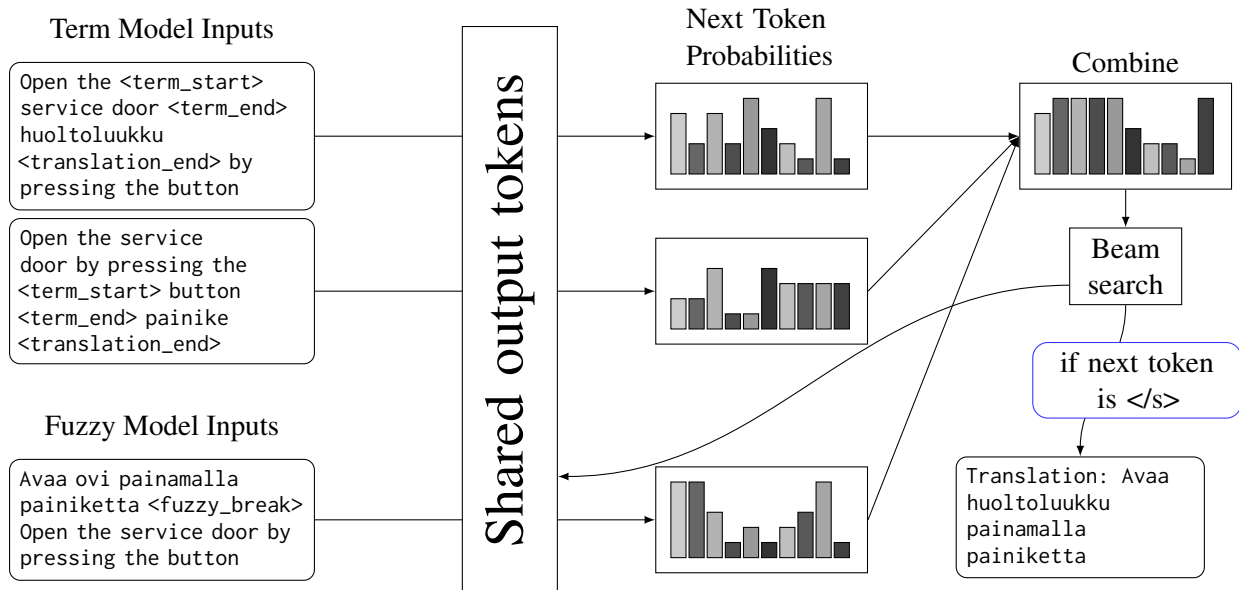 Term Model Inputs
Open the <term_start>
service door <term_end>
huoltoluukku
<translation_end> by
pressing the button
Open the service
door by pressing the
<term_start> button
<term_end> painike
<translation_end>
Fuzzy Model Inputs
Avaa ovi painamalla
painiketta <fuzzy_break>
Open the service door by
pressing the button
Shared output tokens
Next Token
Probabilities
Combine
Beam
search
if next token
is </s>
Translation: Avaa
huoltoluukku
painamalla
painiketta